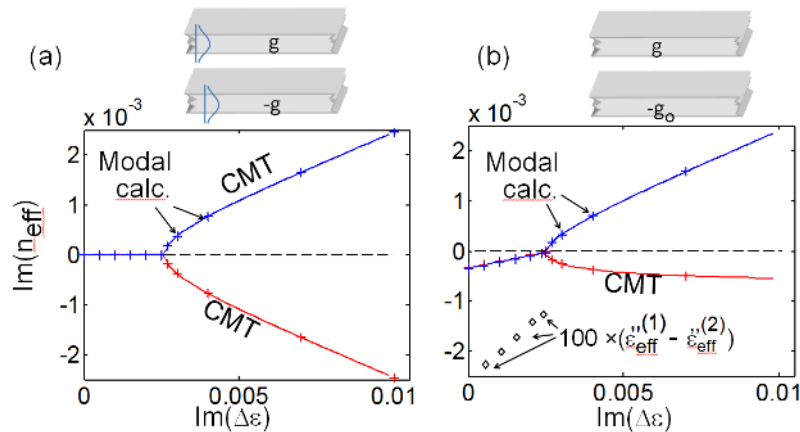 (a)
g
-g
x 10⁻³
2
1
0
-1
-2
Im(n_eff)
Modal
calc.
CMT
CMT
0
0.005
0.01
Im(Δε)
(b)
g
-g₀
x 10⁻³
2
1
0
-1
-2
Modal
calc.
CMT
100 ×(ε''_eff⁽¹⁾ - ε''_eff⁽²⁾)
0
0.005
0.01
Im(Δε)